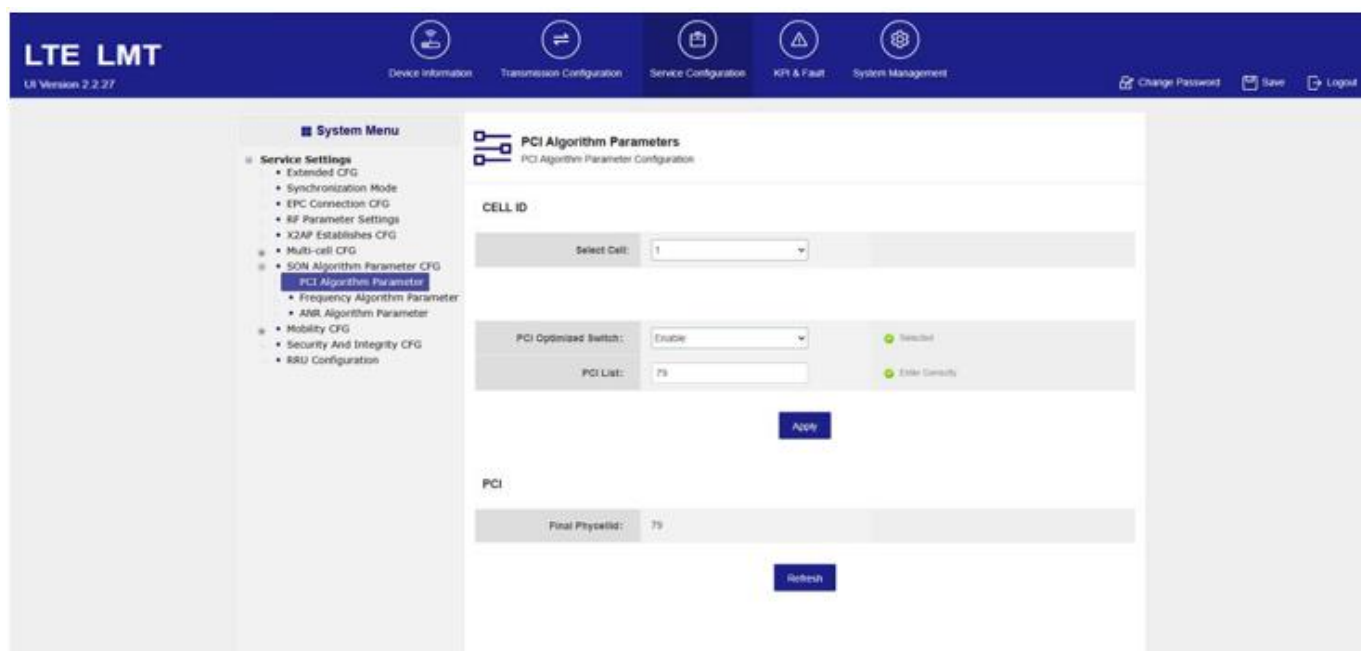 LTE LMT
UI Version 2.2.27
Device Information
Transmission Configuration
Service Configuration
KPI & Fault
System Management
Change Password
Save
Logout
System Menu
Service Settings
Extended CFG
Synchronization Mode
EPC Connection CFG
RF Parameter Settings
X2AP Establishes CFG
Multi-cell CFG
SON Algorithm Parameter CFG
PCI Algorithm Parameter
Frequency Algorithm Parameter
ANR Algorithm Parameter
Mobility CFG
Security And Integrity CFG
RRU Configuration
PCI Algorithm Parameters
PCI Algorithm Parameter Configuration
CELL ID
Select Cell: 1
PCI Optimized Switch: Enable Selected
PCI List: 79 Enter Correctly
Apply
PCI
Final Phycellid: 79
Refresh